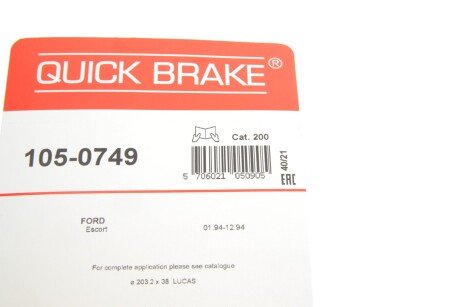 QUICK BRAKE®
Cat. 200
105-0749
5 706021 050905
40/21
EAC
FORD
Escort 01.94-12.94
For complete application please see catalogue
ø 203.2 x 38 LUCAS